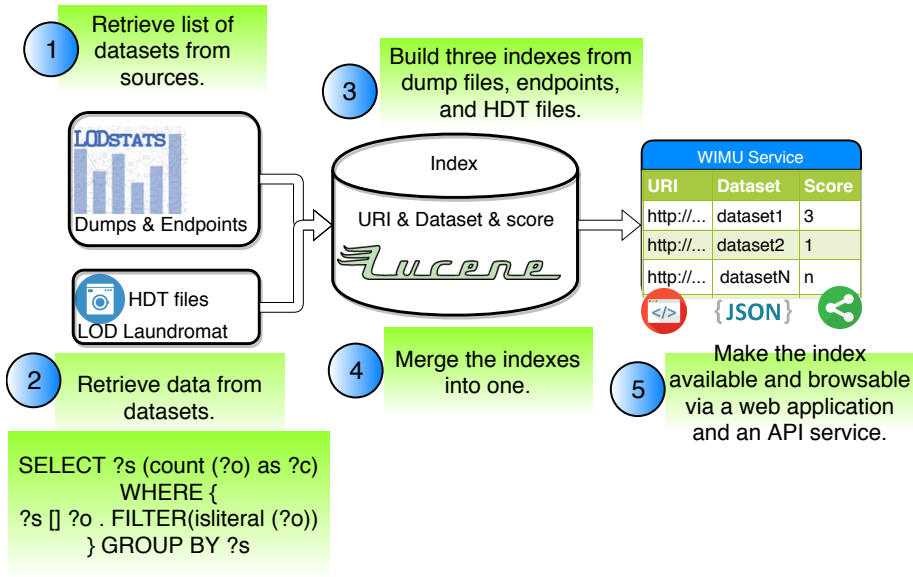 1
Retrieve list of
datasets from
sources.
LODSTATS
Dumps & Endpoints
HDT files
LOD Laundromat
2
Retrieve data from
datasets.
SELECT ?s (count (?o) as ?c)
WHERE {
?s [] ?o . FILTER(isliteral (?o))
} GROUP BY ?s
3
Build three indexes from
dump files, endpoints,
and HDT files.
Index
URI & Dataset & score
Lucene
4
Merge the indexes
into one.
WIMU Service
URI Dataset Score
http://... dataset1 3
http://... dataset2 1
http://... datasetN n
</> {JSON}
5
Make the index
available and browsable
via a web application
and an API service.